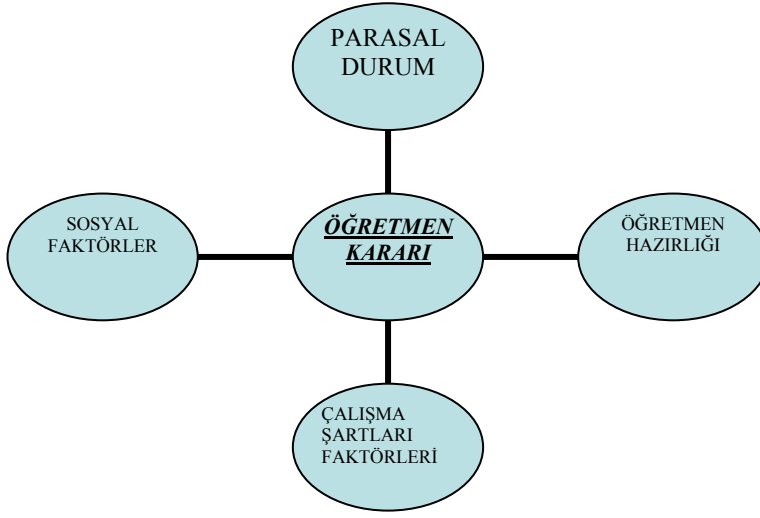 PARASAL
DURUM
SOSYAL
FAKTÖRLER
ÖĞRETMEN
KARARI
ÖĞRETMEN
HAZIRLIĞI
ÇALIŞMA
ŞARTLARI
FAKTÖRLERİ